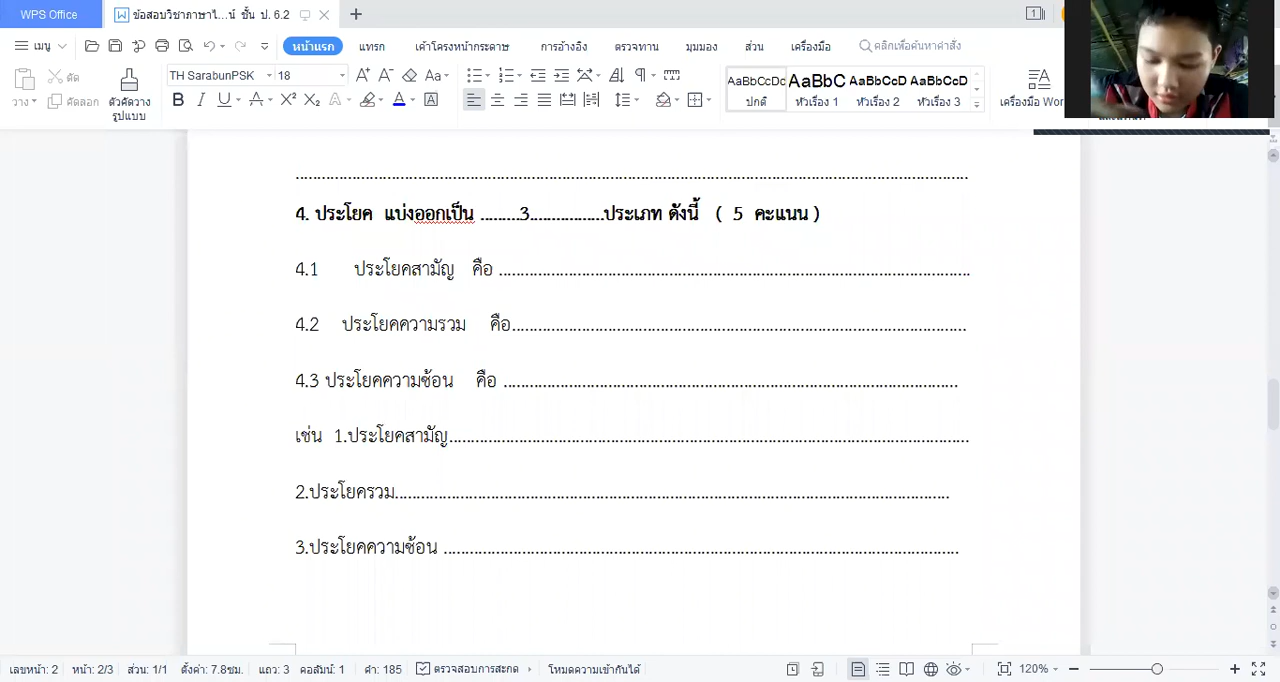 WPS Office
ข้อสอบวิชาภาษาไ...น์ ชั้น ป. 6.2
เมนู หน้าแรก แทรก เค้าโครงหน้ากระดาษ การอ้างอิง ตรวจทาน มุมมอง ส่วน เครื่องมือ คลิกเพื่อค้นหาคำสั่ง
วาง ตัด คัดลอก ตัวคัดวางรูปแบบ
TH SarabunPSK 18
AaBbCcDc AaBbC AaBbCcD AaBbCcD
ปกติ หัวเรื่อง 1 หัวเรื่อง 2 หัวเรื่อง 3 เครื่องมือ Wor
4. ประโยค แบ่งออกเป็น .........3.................ประเภท ดังนี้ ( 5 คะแนน )
4.1 ประโยคสามัญ คือ ..........................................................................................................
4.2 ประโยคความรวม คือ........................................................................................................
4.3 ประโยคความซ้อน คือ ........................................................................................................
เช่น 1.ประโยคสามัญ.......................................................................................................................
2.ประโยครวม..............................................................................................................................
3.ประโยคความซ้อน ......................................................................................................................
เลขหน้า: 2 หน้า: 2/3 ส่วน: 1/1 ตั้งค่า: 7.8ซม. แถว: 3 คอลัมน์: 1 คำ: 185 ตรวจสอบการสะกด โหมดความเข้ากันได้ 120%